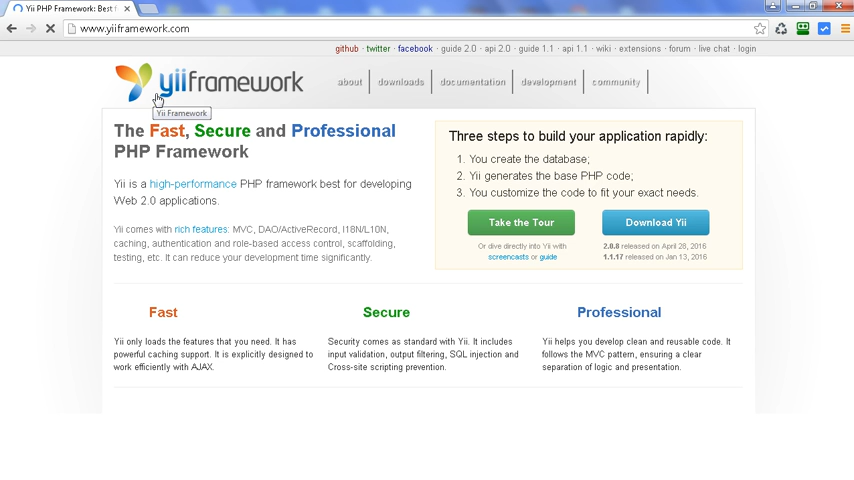 Yii PHP Framework: Best f
www.yiiframework.com
github · twitter · facebook · guide 2.0 · api 2.0 · guide 1.1 · api 1.1 · wiki · extensions · forum · live chat · login
yiiframework
about downloads documentation development community
Yii Framework
The Fast, Secure and Professional
PHP Framework
Yii is a high-performance PHP framework best for developing
Web 2.0 applications.
Yii comes with rich features: MVC, DAO/ActiveRecord, I18N/L10N,
caching, authentication and role-based access control, scaffolding,
testing, etc. It can reduce your development time significantly.
Three steps to build your application rapidly:
1. You create the database;
2. Yii generates the base PHP code;
3. You customize the code to fit your exact needs.
Take the Tour
Download Yii
Or dive directly into Yii with
screencasts or guide
2.0.8 released on April 28, 2016
1.1.17 released on Jan 13, 2016
Fast
Yii only loads the features that you need. It has
powerful caching support. It is explicitly designed to
work efficiently with AJAX.
Secure
Security comes as standard with Yii. It includes
input validation, output filtering, SQL injection and
Cross-site scripting prevention.
Professional
Yii helps you develop clean and reusable code. It
follows the MVC pattern, ensuring a clear
separation of logic and presentation.